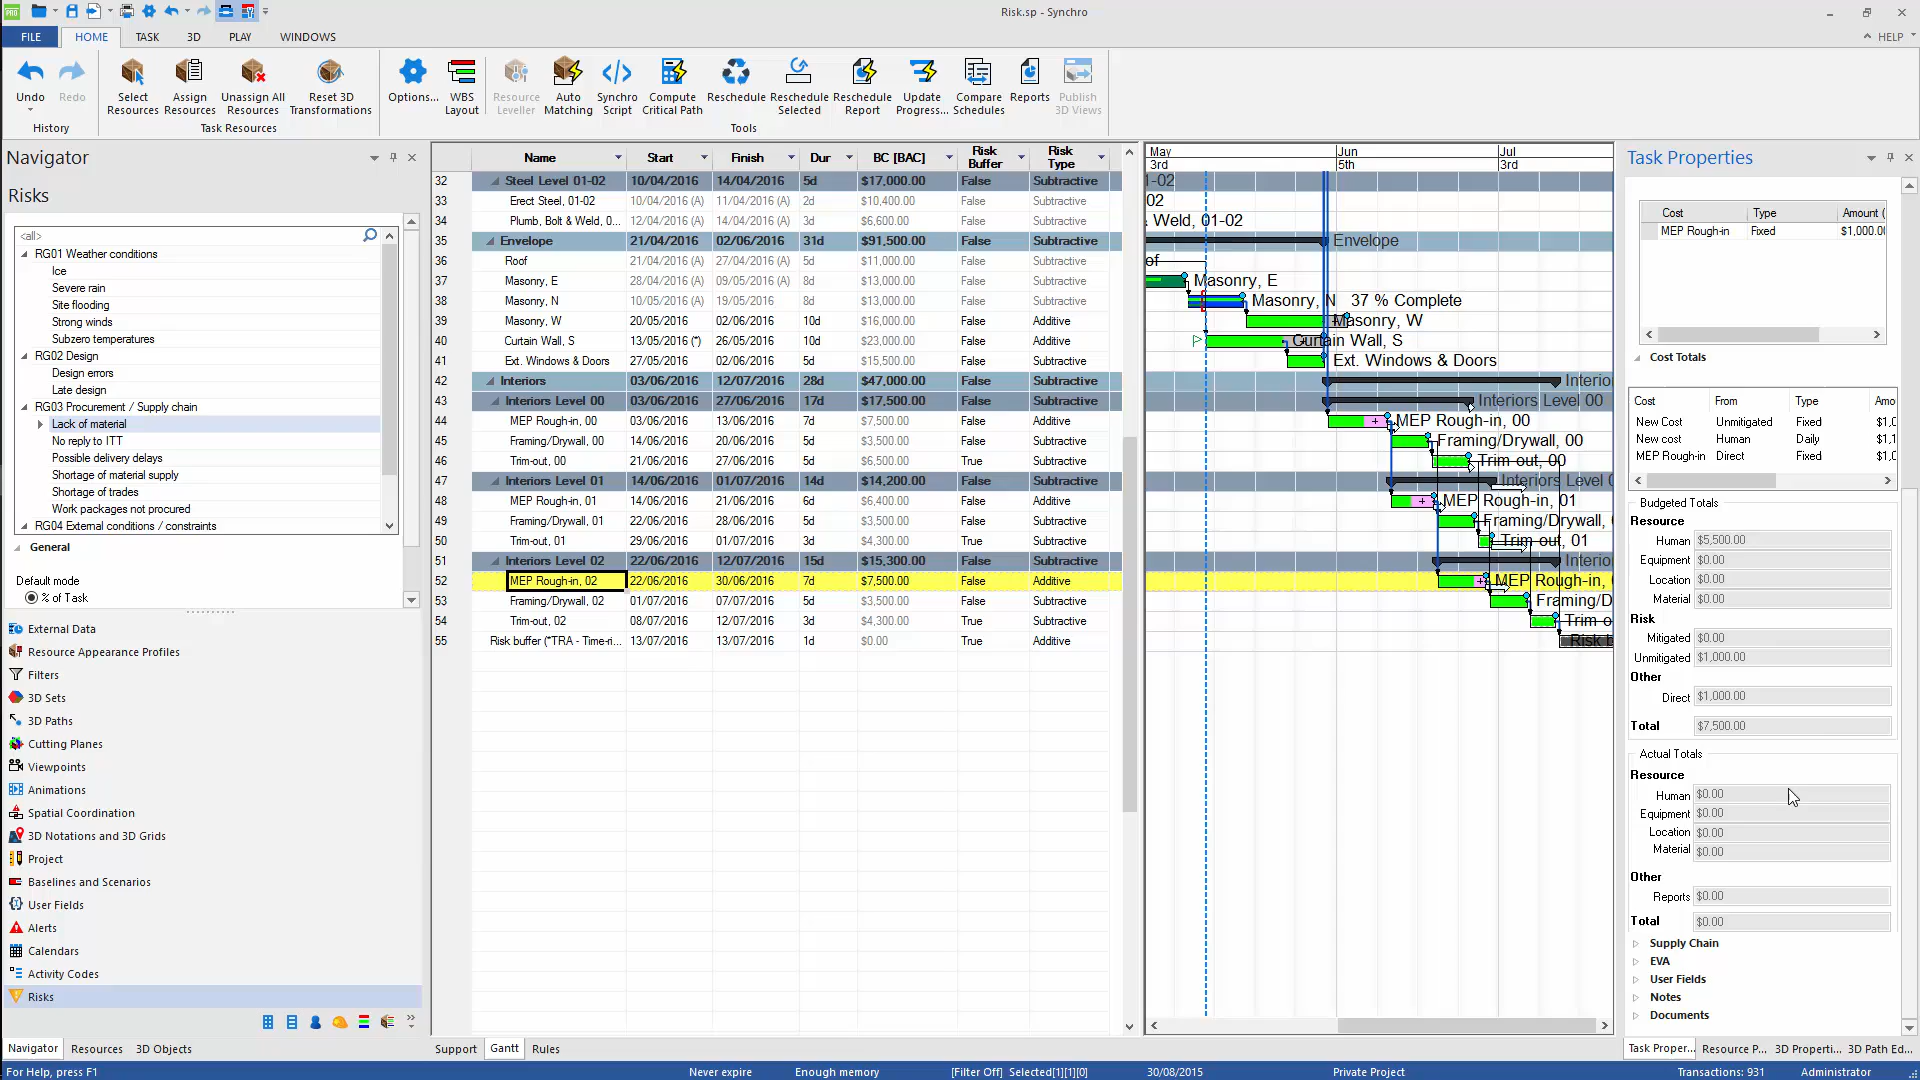 Risk.sp - Synchro
FILE HOME TASK 3D PLAY WINDOWS HELP
Undo Redo Select Resources Assign Resources Unassign All Resources Reset 3D Transformations Options... WBS Layout Resource Leveller Auto Matching Synchro Script Compute Critical Path Reschedule Reschedule Selected Reschedule Report Update Progress... Compare Schedules Reports Publish 3D Views
History Task Resources Tools
Navigator
Risks
<all>
RG01 Weather conditions
Ice
Severe rain
Site flooding
Strong winds
Subzero temperatures
RG02 Design
Design errors
Late design
RG03 Procurement / Supply chain
Lack of material
No reply to ITT
Possible delivery delays
Shortage of material supply
Shortage of trades
Work packages not procured
RG04 External conditions / constraints
General
Default mode
% of Task
External Data
Resource Appearance Profiles
Filters
3D Sets
3D Paths
Cutting Planes
Viewpoints
Animations
Spatial Coordination
3D Notations and 3D Grids
Project
Baselines and Scenarios
User Fields
Alerts
Calendars
Activity Codes
Risks
Navigator Resources 3D Objects
Name Start Finish Dur BC [BAC] Risk Buffer Risk Type
32 Steel Level 01-02 10/04/2016 14/04/2016 5d $17,000.00 False Subtractive
33 Erect Steel, 01-02 10/04/2016 (A) 11/04/2016 (A) 2d $10,400.00 False Subtractive
34 Plumb, Bolt & Weld, 0... 12/04/2016 (A) 14/04/2016 (A) 3d $6,600.00 False Subtractive
35 Envelope 21/04/2016 02/06/2016 31d $91,500.00 False Subtractive
36 Roof 21/04/2016 (A) 27/04/2016 (A) 5d $11,000.00 False Subtractive
37 Masonry, E 28/04/2016 (A) 09/05/2016 (A) 8d $13,000.00 False Subtractive
38 Masonry, N 10/05/2016 (A) 19/05/2016 8d $13,000.00 False Subtractive
39 Masonry, W 20/05/2016 02/06/2016 10d $16,000.00 False Additive
40 Curtain Wall, S 13/05/2016 (*) 26/05/2016 10d $23,000.00 False Additive
41 Ext. Windows & Doors 27/05/2016 02/06/2016 5d $15,500.00 False Subtractive
42 Interiors 03/06/2016 12/07/2016 28d $47,000.00 False Subtractive
43 Interiors Level 00 03/06/2016 27/06/2016 17d $17,500.00 False Subtractive
44 MEP Rough-in, 00 03/06/2016 13/06/2016 7d $7,500.00 False Additive
45 Framing/Drywall, 00 14/06/2016 20/06/2016 5d $3,500.00 False Subtractive
46 Trim-out, 00 21/06/2016 27/06/2016 5d $6,500.00 True Subtractive
47 Interiors Level 01 14/06/2016 01/07/2016 14d $14,200.00 False Subtractive
48 MEP Rough-in, 01 14/06/2016 21/06/2016 6d $6,400.00 False Additive
49 Framing/Drywall, 01 22/06/2016 28/06/2016 5d $3,500.00 False Subtractive
50 Trim-out, 01 29/06/2016 01/07/2016 3d $4,300.00 True Subtractive
51 Interiors Level 02 22/06/2016 12/07/2016 15d $15,300.00 False Subtractive
52 MEP Rough-in, 02 22/06/2016 30/06/2016 7d $7,500.00 False Additive
53 Framing/Drywall, 02 01/07/2016 07/07/2016 5d $3,500.00 False Subtractive
54 Trim-out, 02 08/07/2016 12/07/2016 3d $4,300.00 True Subtractive
55 Risk buffer ("TRA - Time-ri... 13/07/2016 13/07/2016 1d $0.00 True Additive
Support Gantt Rules
May Jun Jul
3rd 5th 3rd
1-02
02
& Weld, 01-02
Envelope
of
Masonry, E
Masonry, N 37 % Complete
Masonry, W
Curtain Wall, S
Ext. Windows & Doors
Interio
Interiors Level 00
MEP Rough-in, 00
Framing/Drywall, 00
Trim-out, 00
Interiors Level 0
MEP Rough-in, 01
Framing/Drywall,
Trim-out, 01
Interio
MEP Rough-in,
Framing/D
Trim-o
Risk b
Task Properties
Cost Type Amount (
MEP Rough-in Fixed $1,000.00
Cost Totals
Cost From Type Amo
New Cost Unmitigated Fixed $1,0
New cost Human Daily $1,1
MEP Rough-in Direct Fixed $1,0
Budgeted Totals
Resource
Human $5,500.00
Equipment $0.00
Location $0.00
Material $0.00
Risk
Mitigated $0.00
Unmitigated $1,000.00
Other
Direct $1,000.00
Total $7,500.00
Actual Totals
Resource
Human $0.00
Equipment $0.00
Location $0.00
Material $0.00
Other
Reports $0.00
Total $0.00
Supply Chain
EVA
User Fields
Notes
Documents
Task Proper... Resource P... 3D Properti... 3D Path Ed...
For Help, press F1 Never expire Enough memory [Filter Off] Selected[1][1][0] 30/08/2015 Private Project Transactions: 931 Administrator